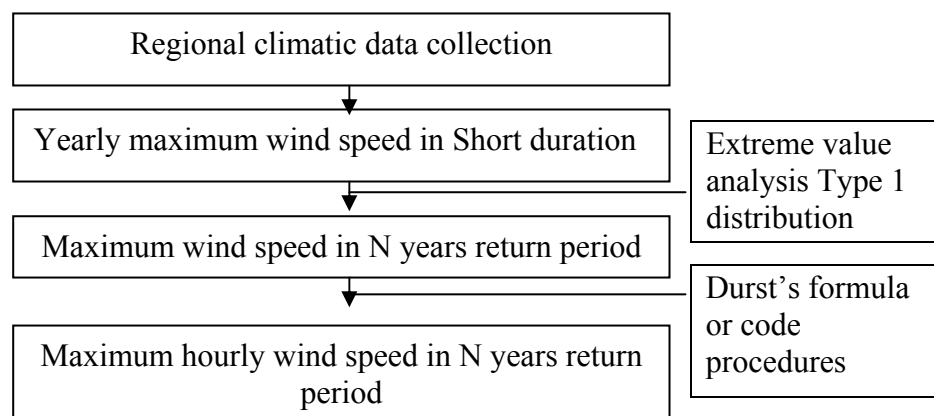 Regional climatic data collection
Yearly maximum wind speed in Short duration
Extreme value
analysis Type 1
distribution
Maximum wind speed in N years return period
Durst’s formula
or code
procedures
Maximum hourly wind speed in N years return
period